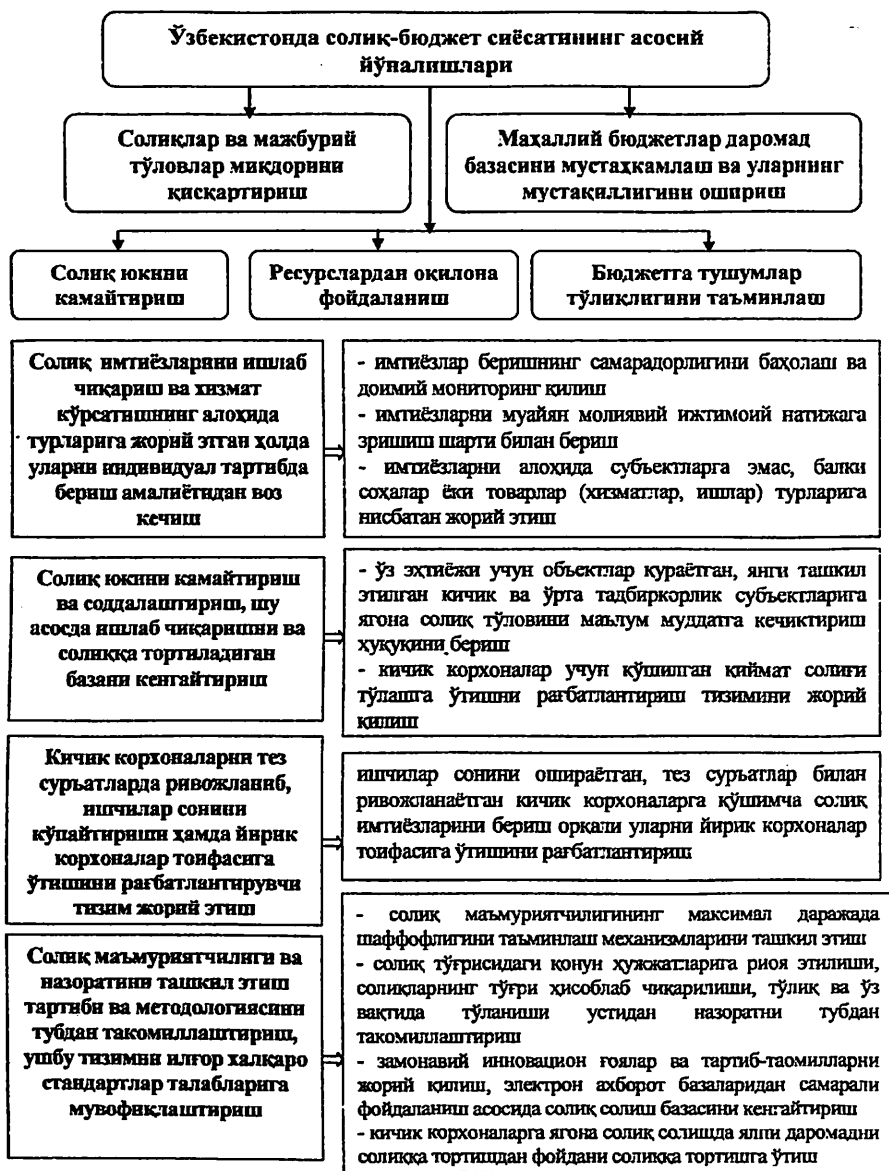 Ўзбекистонда солиқ-бюджет сиёсатининг асосий
йўналишлари
Солиқлар ва мажбурий
тўловлар миқдорини
қисқартириш
Маҳаллий бюджетлар даромад
базасини мустаҳкамлаш ва уларнинг
мустақиллигини ошириш
Солиқ юкини
камайтириш
Ресурслардан оқилона
фойдаланиш
Бюджетга тушумлар
тўлиқлигини таъминлаш
Солиқ имтиёзларини ишлаб
чиқариш ва хизмат
кўрсатишнинг алоҳида
турларига жорий этган ҳолда
уларни индивидуал тартибда
бериш амалиётидан воз
кечиш
- имтиёзлар беришнинг самарадорлигини баҳолаш ва
доимий мониторинг қилиш
- имтиёзларни муайян молиявий ижтимоий натижага
зришиш шарти билан бериш
- имтиёзларни алоҳида субъектларга эмас, балки
соҳалар ёки товарлар (хизматлар, ишлар) турларига
нисбатан жорий этиш
Солиқ юкини камайтириш
ва соддалаштириш, шу
асосда ишлаб чиқаришни ва
солиққа тортиладиган
базани кенгайтириш
- ўз эҳтиёжи учун объектлар қураётган, янги ташкил
этилган кичик ва ўрта тадбиркорлик субъектларига
ягона солиқ тўловини маълум муддатга кечиктириш
ҳуқуқини бериш
- кичик корхоналар учун қўшилган қиймат солиғи
тўлашга ўтишни рағбатлантириш тизимини жорий
қилиш
Кичик корхоналарни тез
суръатларда ривожланиб,
ишчилар сонини
кўпайтириши ҳамда йирик
корхоналар тоифасига
ўтишини рағбатлантирувчи
тизим жорий этиш
ишчилар сонини ошираётган, тез суръатлар билан
ривожланаётган кичик корхоналарга қўшимча солиқ
имтиёзларини бериш орқали уларни йирик корхоналар
тоифасига ўтишини рағбатлантириш
Солиқ маъмуриятчилиги ва
назоратини ташкил этиш
тартиби ва методологиясини
тубдан такомиллаштириш,
ушбу тизимни илғор халқаро
стандартлар талабларига
мувофиқлаштириш
- солиқ маъмуриятчилигининг максимал даражада
шаффофлигини таъминлаш механизмларини ташкил этиш
- солиқ тўғрисидаги қонун ҳужжатларига риоя этилиши,
солиқларнинг тўғри ҳисоблаб чиқарилиши, тўлиқ ва ўз
вақтида тўланиши устидан назоратни тубдан
такомиллаштириш
- замонавий инновацион ғоялар ва тартиб-таомилларни
жорий қилиш, электрон ахборот базаларидан самарали
фойдаланиш асосида солиқ солиш базасини кенгайтириш
- кичик корхоналарга ягона солиқ солишда ялпи даромадни
солиққа тортишдан фойдани солиққа тортишга ўтиш